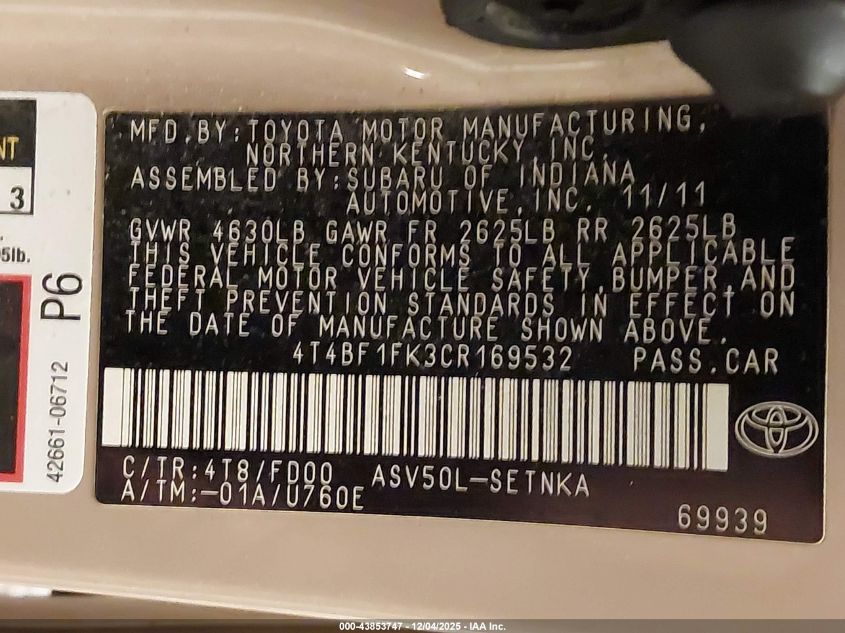 MFD.BY:TOYOTA MOTOR MANUFACTURING,
NORTHERN KENTUCKY,INC.
ASSEMBLED BY:SUBARU OF INDIANA
AUTOMOTIVE,INC. 11/11
GVWR 4630LB GAWR FR 2625LB RR 2625LB
THIS VEHICLE CONFORMS TO ALL APPLICABLE
FEDERAL MOTOR VEHICLE SAFETY,BUMPER,AND
THEFT PREVENTION STANDARDS IN EFFECT ON
THE DATE OF MANUFACTURE SHOWN ABOVE.
4T4BF1FK3CR169532 PASS.CAR
C/TR:4T8/FD00 ASV50L-SETNKA
A/TM:-01A/U760E
69939
3
P6
42661-06712
000-43853747 - 12/04/2025 - IAA Inc.